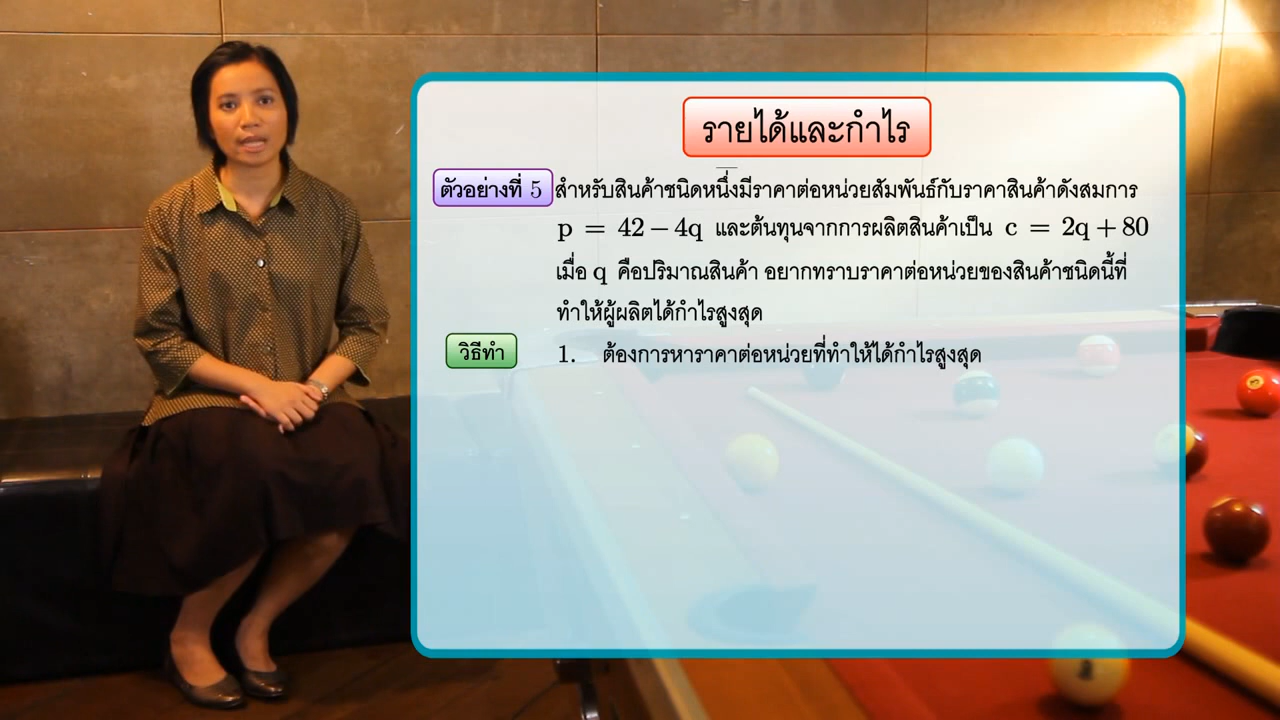 รายได้และกำไร
ตัวอย่างที่ 5 สำหรับสินค้าชนิดหนึ่งมีราคาต่อหน่วยสัมพันธ์กับราคาสินค้าดังสมการ
p = 42 − 4q และต้นทุนจากการผลิตสินค้าเป็น c = 2q + 80
เมื่อ q คือปริมาณสินค้า อยากทราบราคาต่อหน่วยของสินค้าชนิดนี้ที่
ทำให้ผู้ผลิตได้กำไรสูงสุด
วิธีทำ 1. ต้องการหาราคาต่อหน่วยที่ทำให้ได้กำไรสูงสุด